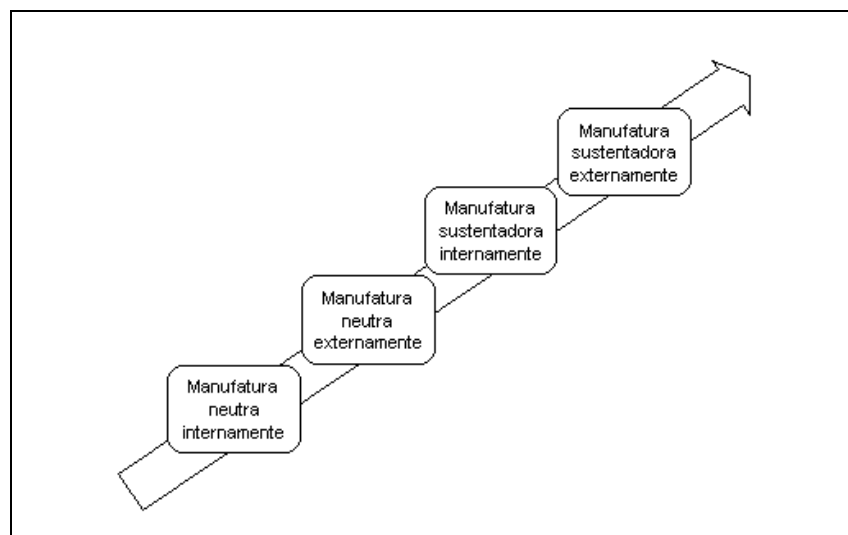 Manufatura
sustentadora
externamente
Manufatura
sustentadora
internamente
Manufatura
neutra
externamente
Manufatura
neutra
internamente